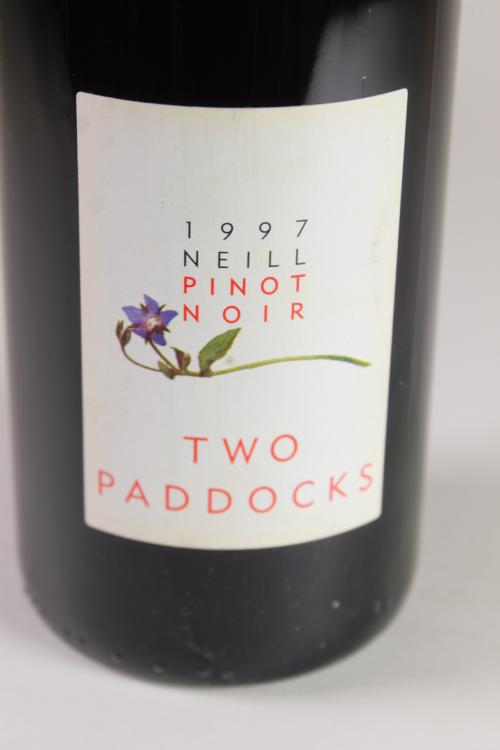 1997
NEILL
PINOT
NOIR
TWO
PADDOCKS